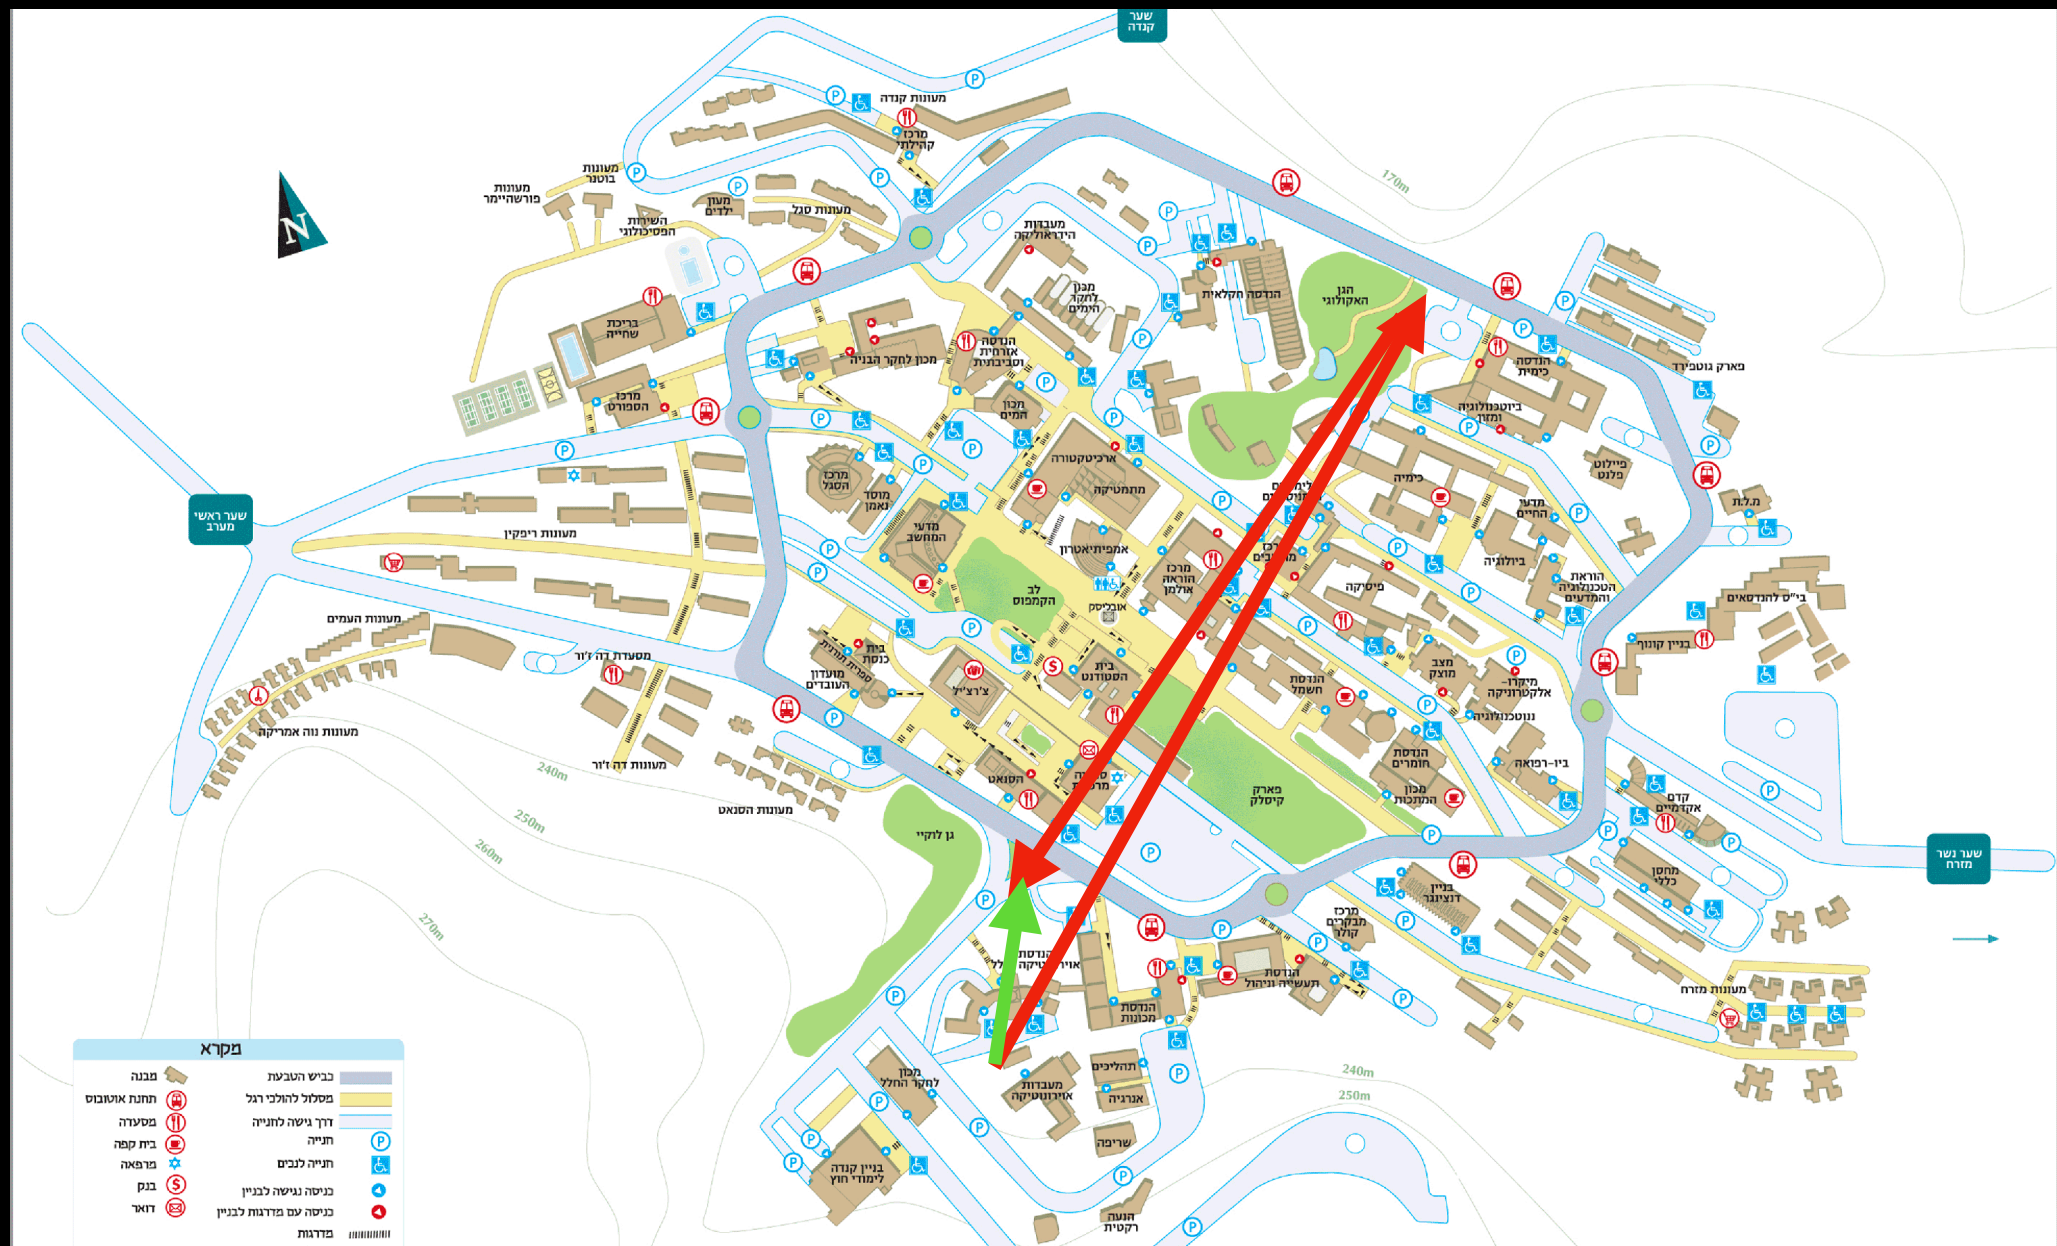 שער
קנדה
170m
מעונות קנדה
מרכז
קהילתי
מעונות
בוטנר
מעונות
פורשהיימר
השירות
הפסיכולוגי
מעון
ילדים
מעונות סגל
N
מעבדות
הידראוליקה
מכון
לחקר
הימים
הנדסה חקלאית
הגן
האקולוגי
בריכת
שחייה
מכון לחקר הבניה
הנדסה
אזרחית
וסביבתית
הנדסה
כימית
פארק גוטפירד
מרכז
הספורט
מכון
המים
ביוטכנולוגיה
ומזון
ארכיטקטורה
מתמטיקה
מרכז
הסגל
מוסד
נאמן
כימיה
פיילוט
פלנט
מ.ל.ת
מדעי
החיים
שער ראשי
מערב
מעונות ריפקין
מדעי
המחשב
אמפיתיאטרון
לב
הקמפוס
אובליסק
מרכז
הוראה
אולמן
פיסיקה
ביולוגיה
הוראת
הטכנולוגיה
והמדעים
בי"ס להנדסאים
בניין קונוף
מעונות העמים
מסעדת דה ז'ור
בית
כנסת
ספריה תורנית
מועדון
העובדים
צ'רצ'יל
בית
הסטודנט
הנדסת
חשמל
מצב
מוצק
מיקרו-
אלקטרוניקה
ננוטכנולוגיה
מעונות נווה אמריקה
מעונות דה ז'ור
240m
250m
260m
270m
מעונות הסנאט
הסנאט
הנדסת
חומרים
מכון
המתכות
ביו-רפואה
פארק
קיסלק
קדם
אקדמיים
גן לוקיי
שער נשר
מזרח
מחסן
כללי
בניין
דנציגר
מרכז
מבקרים
קולר
הנדסת
תעשייה וניהול
הנדסת
מכונות
מעונות מזרח
מכון
לחקר החלל
מעבדות
אוירונוטיקה
תהליכים
אנרגיה
שריפה
240m
250m
בניין קנדה
לימודי חוץ
הנעה
רקטית
מקרא
כביש הטבעת
מסלול להולכי רגל
דרך גישה לחנייה
חנייה
חנייה לנכים
כניסה נגישה לבניין
כניסה עם מדרגות לבניין
מדרגות
מבנה
תחנת אוטובוס
מסעדה
בית קפה
מרפאה
בנק
דואר